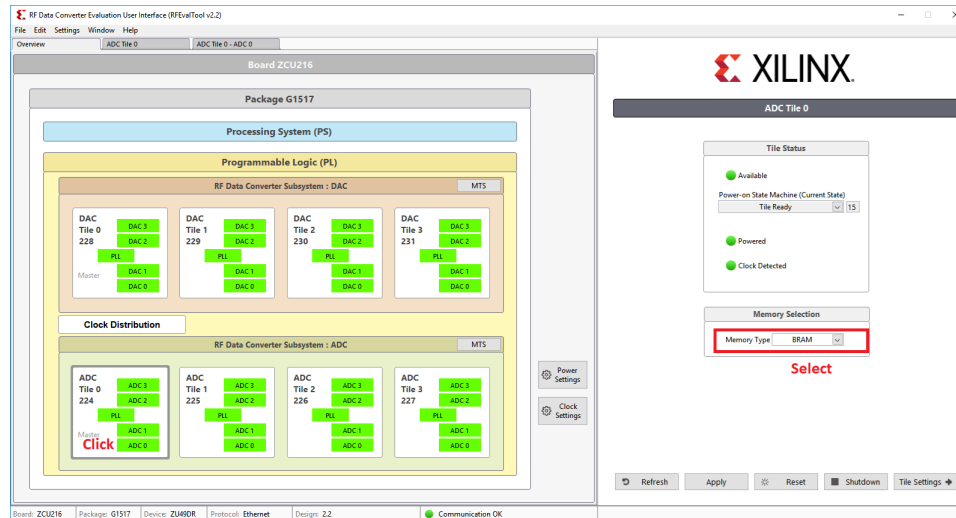 RF Data Converter Evaluation User Interface (RFEvalTool v2.2)
File Edit Settings Window Help
Overview ADC Tile 0 ADC Tile 0 - ADC 0
Board ZCU216
Package G1517
Processing System (PS)
Programmable Logic (PL)
RF Data Converter Subsystem : DAC MTS
DAC Tile 0 228
DAC 3
DAC 2
PLL
Master
DAC 1
DAC 0
DAC Tile 1 229
DAC 3
DAC 2
PLL
DAC 1
DAC 0
DAC Tile 2 230
DAC 3
DAC 2
PLL
DAC 1
DAC 0
DAC Tile 3 231
DAC 3
DAC 2
PLL
DAC 1
DAC 0
Clock Distribution
RF Data Converter Subsystem : ADC MTS
ADC Tile 0 224
ADC 3
ADC 2
PLL
Master
Click
ADC 1
ADC 0
ADC Tile 1 225
ADC 3
ADC 2
PLL
ADC 1
ADC 0
ADC Tile 2 226
ADC 3
ADC 2
PLL
ADC 1
ADC 0
ADC Tile 3 227
ADC 3
ADC 2
PLL
ADC 1
ADC 0
Power
Settings
Clock
Settings
XILINX.
ADC Tile 0
Tile Status
Available
Power-on State Machine (Current State)
Tile Ready 15
Powered
Clock Detected
Memory Selection
Memory Type BRAM
Select
Refresh Apply Reset Shutdown Tile Settings
Board: ZCU216 Package: G1517 Device: ZU49DR Protocol: Ethernet Design: 2.2 Communication OK